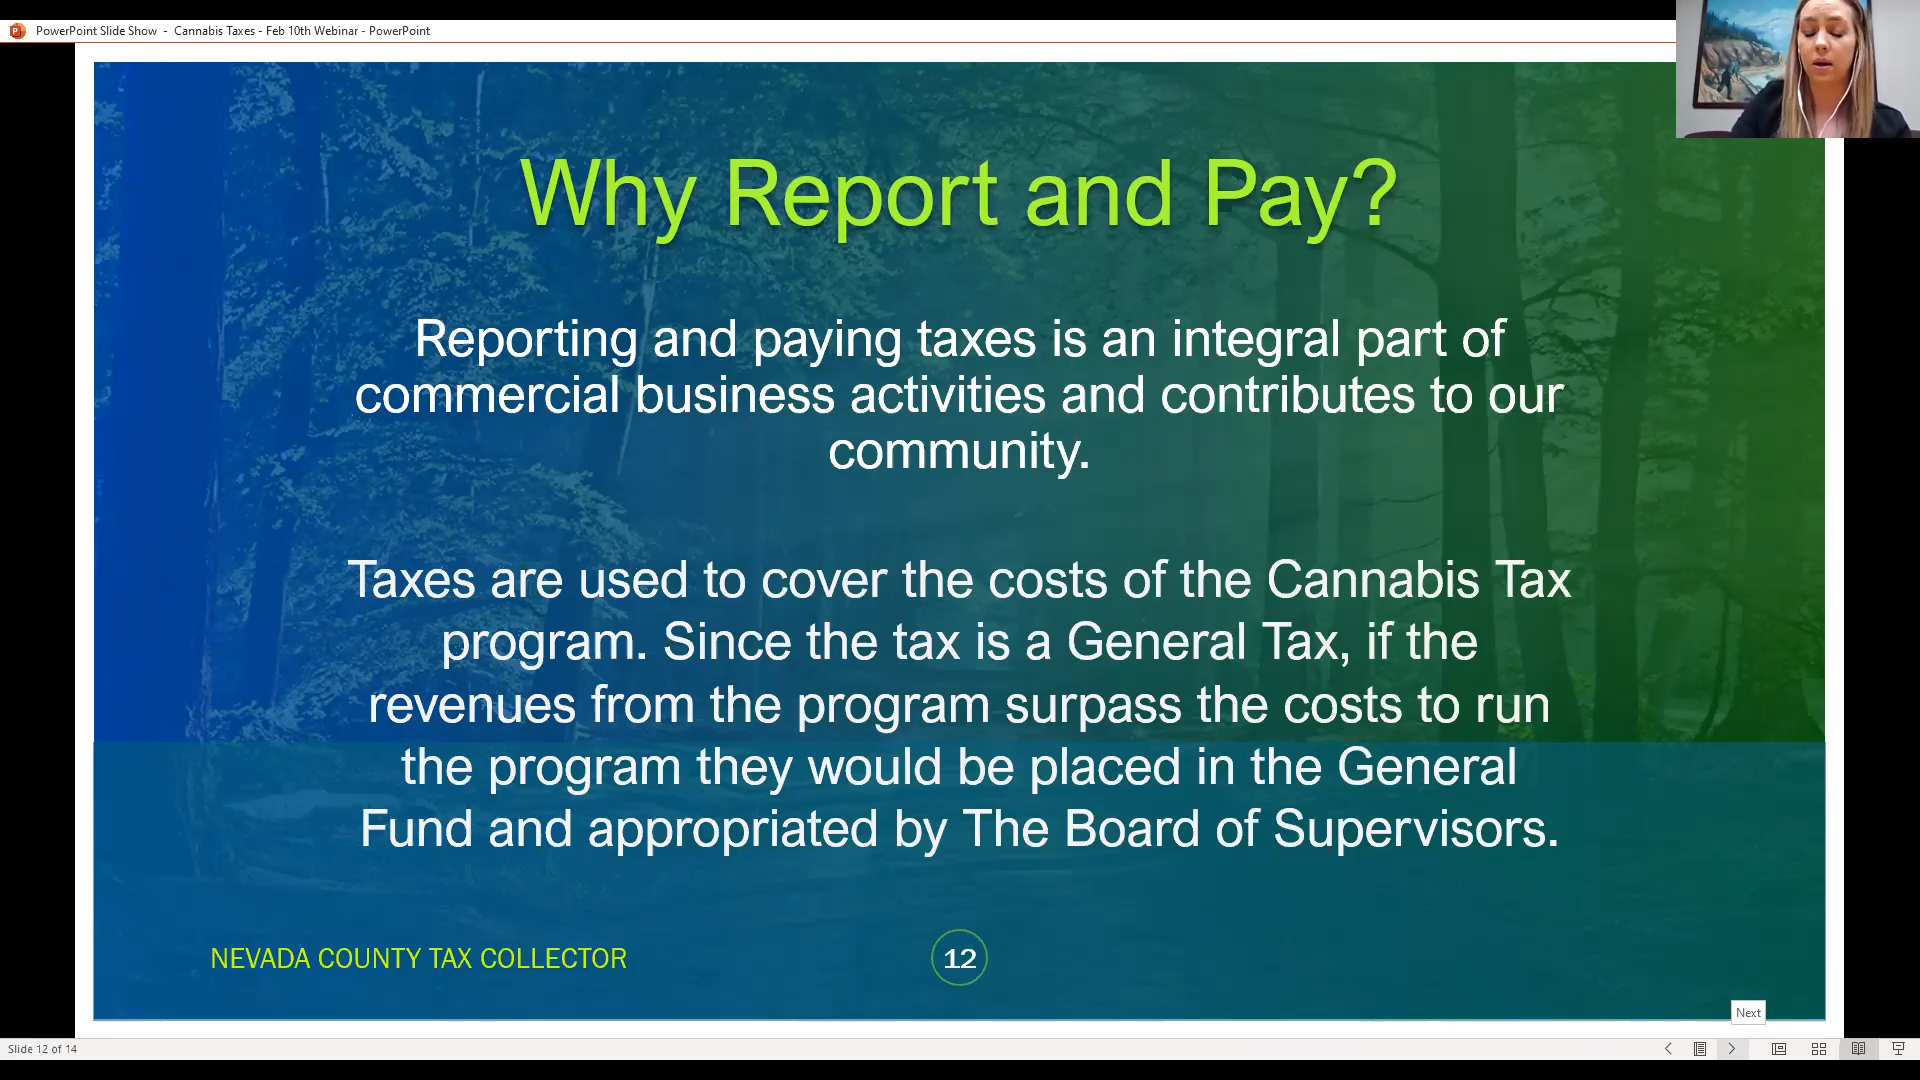 PowerPoint Slide Show - Cannabis Taxes - Feb 10th Webinar - PowerPoint
Why Report and Pay?
Reporting and paying taxes is an integral part of
commercial business activities and contributes to our
community.
Taxes are used to cover the costs of the Cannabis Tax
program. Since the tax is a General Tax, if the
revenues from the program surpass the costs to run
the program they would be placed in the General
Fund and appropriated by The Board of Supervisors.
NEVADA COUNTY TAX COLLECTOR
12
Next
Slide 12 of 14